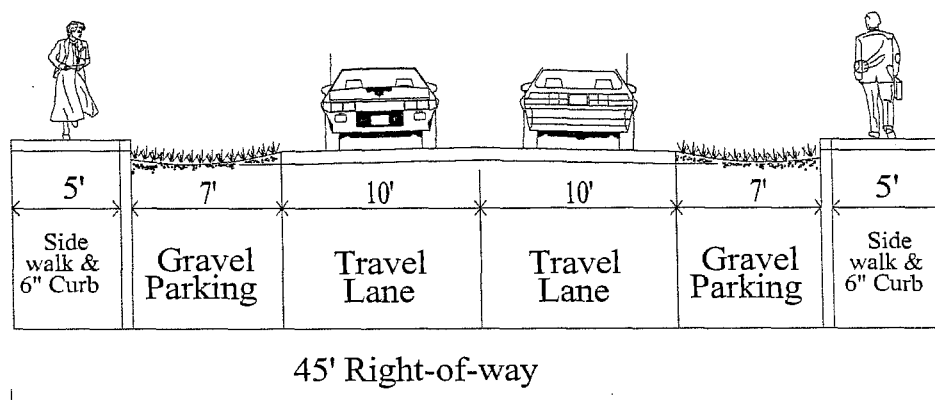 5' 7' 10' 10' 7' 5'
Side
walk &
6" Curb
Gravel
Parking
Travel
Lane
Travel
Lane
Gravel
Parking
Side
walk &
6" Curb
45' Right-of-way